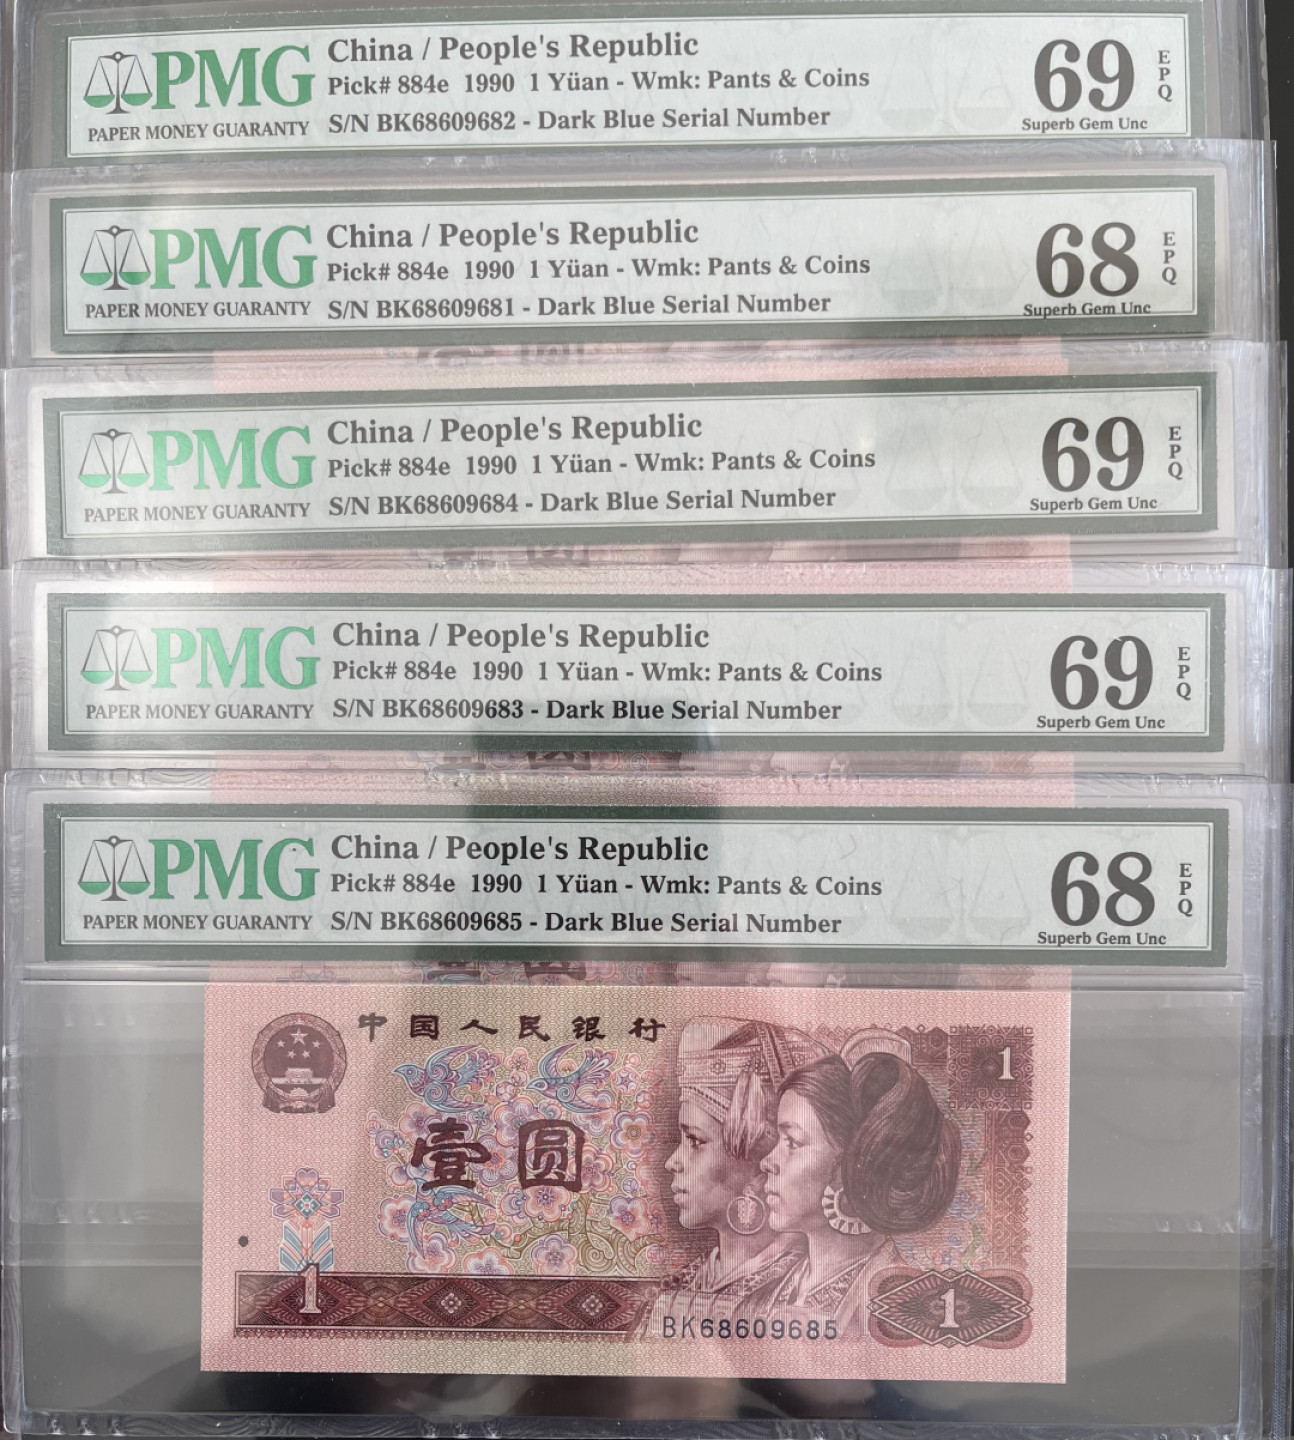 PMG
PAPER MONEY GUARANTY
China / People's Republic
Pick# 884e 1990 1 Yüan - Wmk: Pants & Coins
S/N BK68609682 - Dark Blue Serial Number
69
EPQ
Superb Gem Unc
PMG
PAPER MONEY GUARANTY
China / People's Republic
Pick# 884e 1990 1 Yüan - Wmk: Pants & Coins
S/N BK68609681 - Dark Blue Serial Number
68
EPQ
Superb Gem Unc
PMG
PAPER MONEY GUARANTY
China / People's Republic
Pick# 884e 1990 1 Yüan - Wmk: Pants & Coins
S/N BK68609684 - Dark Blue Serial Number
69
EPQ
Superb Gem Unc
PMG
PAPER MONEY GUARANTY
China / People's Republic
Pick# 884e 1990 1 Yüan - Wmk: Pants & Coins
S/N BK68609683 - Dark Blue Serial Number
69
EPQ
Superb Gem Unc
PMG
PAPER MONEY GUARANTY
China / People's Republic
Pick# 884e 1990 1 Yüan - Wmk: Pants & Coins
S/N BK68609685 - Dark Blue Serial Number
68
EPQ
Superb Gem Unc
中国人民银行
1
壹圆
1
1
BK68609685